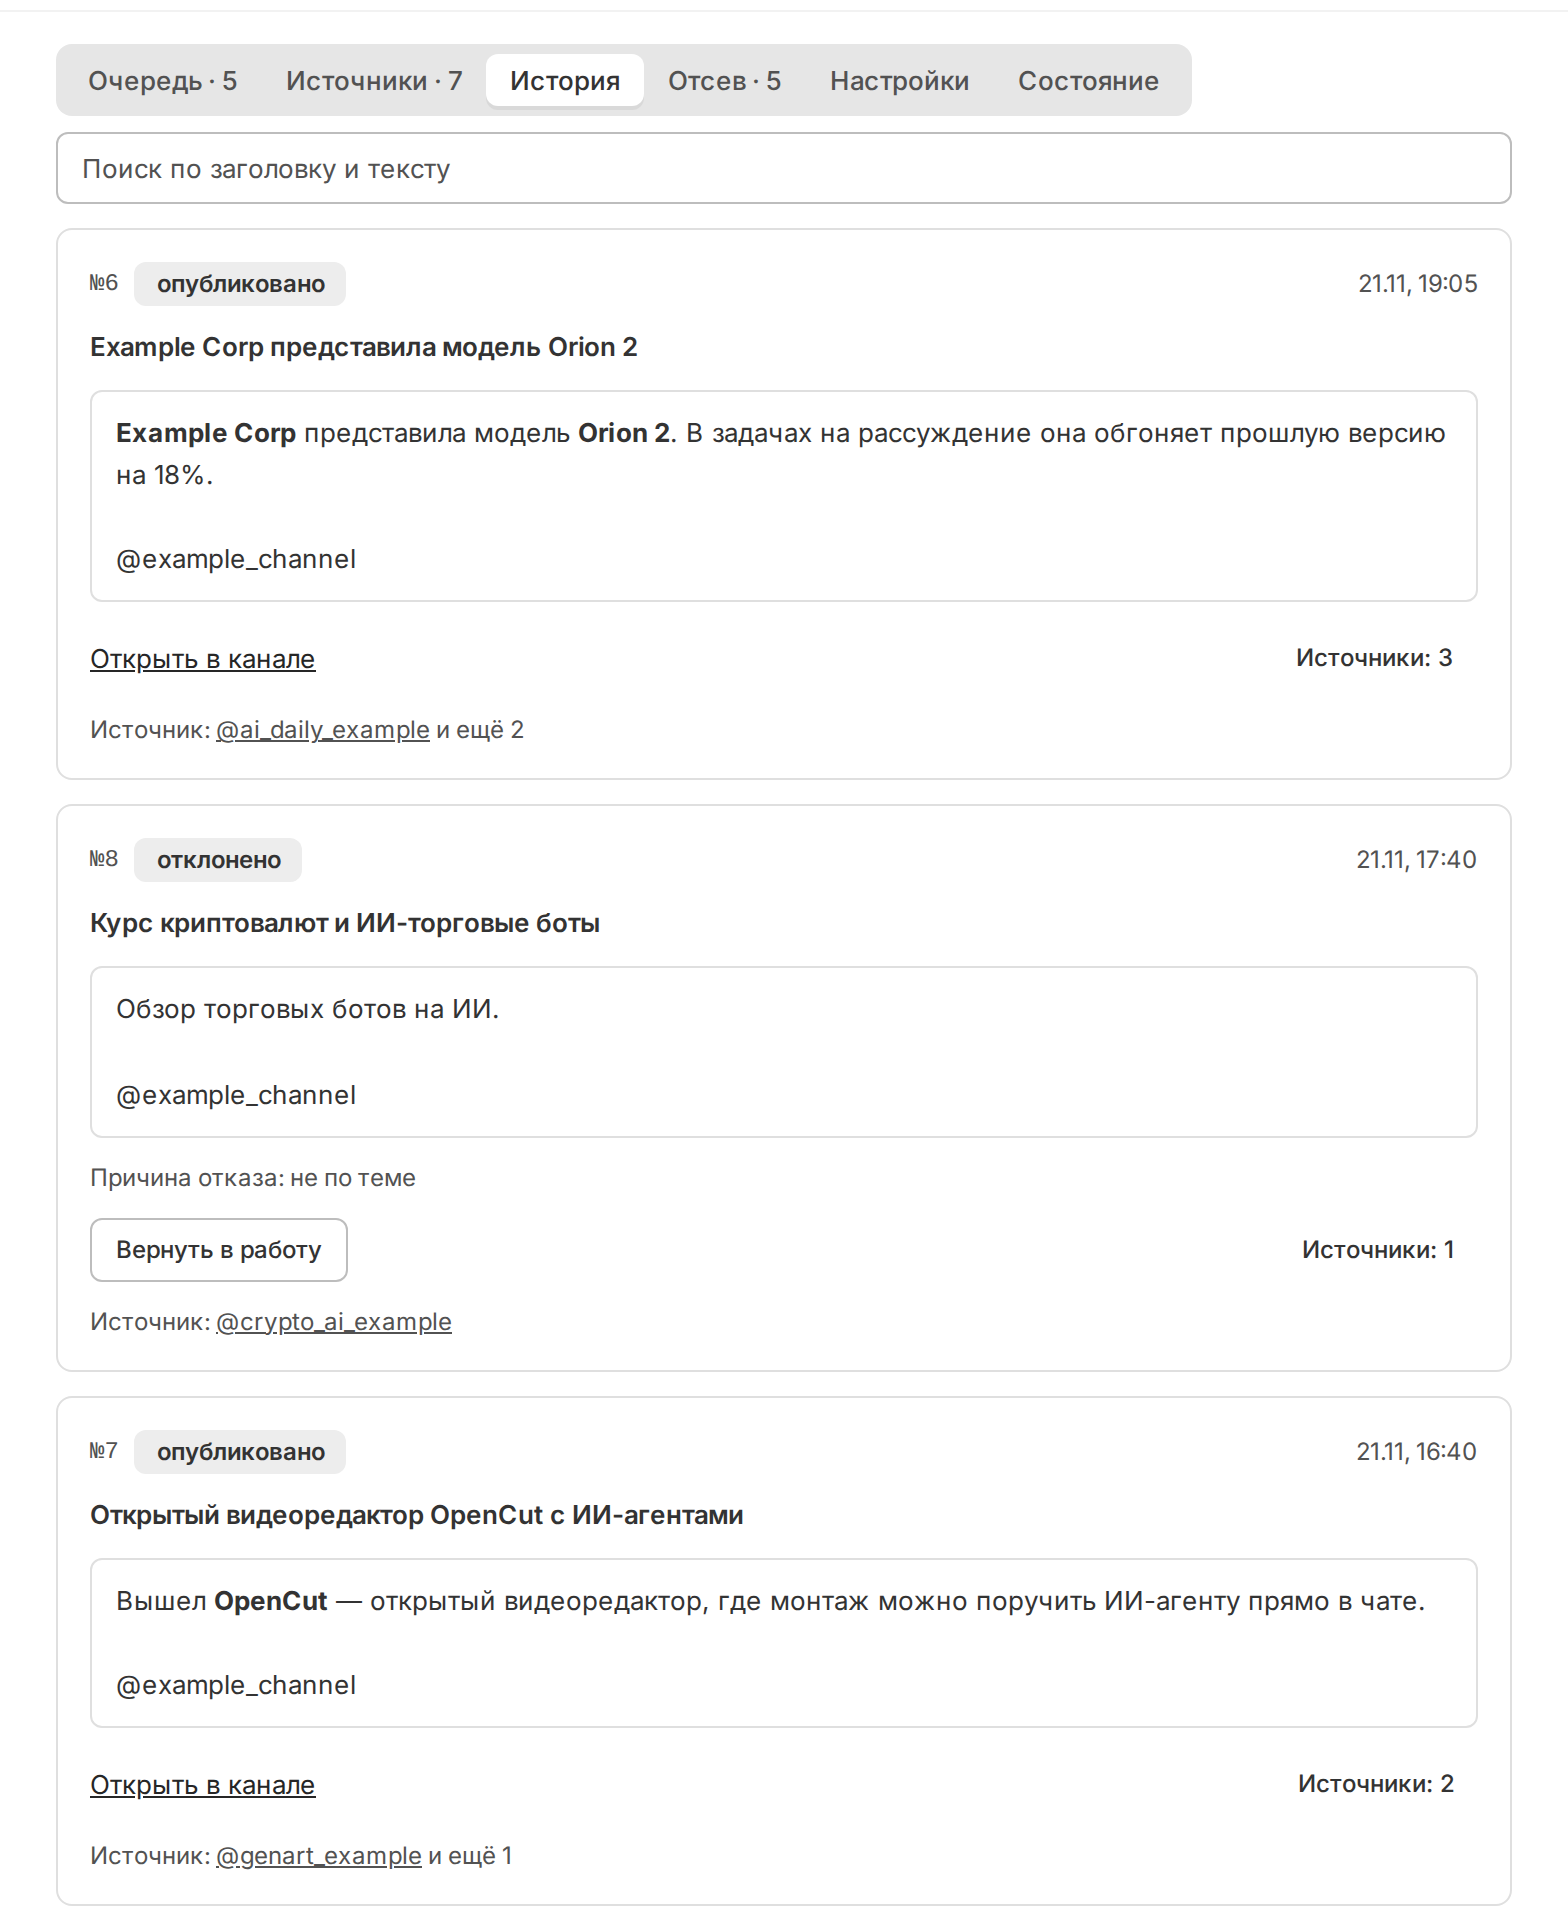 Очередь · 5 Источники · 7 История Отсев · 5 Настройки Состояние
Поиск по заголовку и тексту
№6 опубликовано 21.11, 19:05
Example Corp представила модель Orion 2
Example Corp представила модель Orion 2. В задачах на рассуждение она обгоняет прошлую версию
на 18%.
@example_channel
Открыть в канале Источники: 3
Источник: @ai_daily_example и ещё 2
№8 отклонено 21.11, 17:40
Курс криптовалют и ИИ-торговые боты
Обзор торговых ботов на ИИ.
@example_channel
Причина отказа: не по теме
Вернуть в работу Источники: 1
Источник: @crypto_ai_example
№7 опубликовано 21.11, 16:40
Открытый видеоредактор OpenCut с ИИ-агентами
Вышел OpenCut — открытый видеоредактор, где монтаж можно поручить ИИ-агенту прямо в чате.
@example_channel
Открыть в канале Источники: 2
Источник: @genart_example и ещё 1